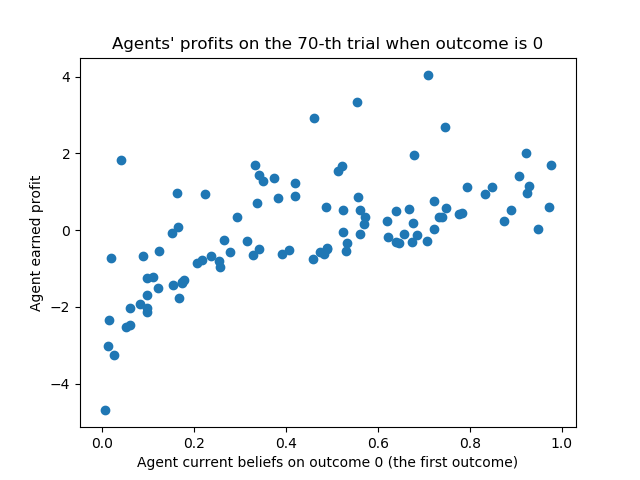 Agents' profits on the 70-th trial when outcome is 0
Agent earned profit
4
2
0
−2
−4
0.0 0.2 0.4 0.6 0.8 1.0
Agent current beliefs on outcome 0 (the first outcome)